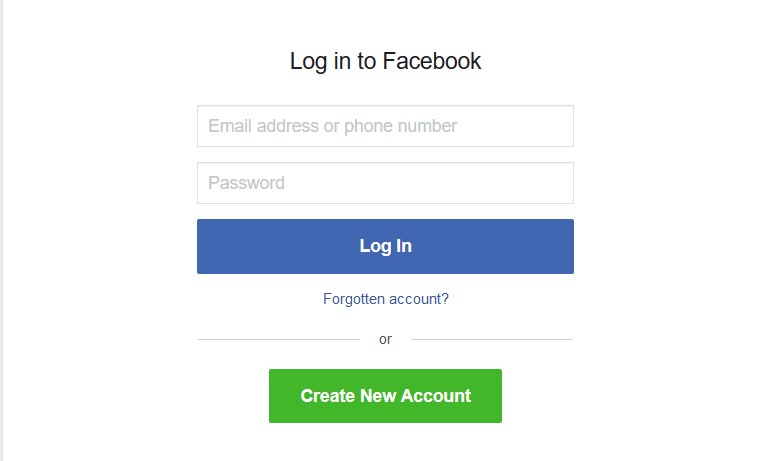 Log in to Facebook
Email address or phone number
Password
Log In
Forgotten account?
or
Create New Account